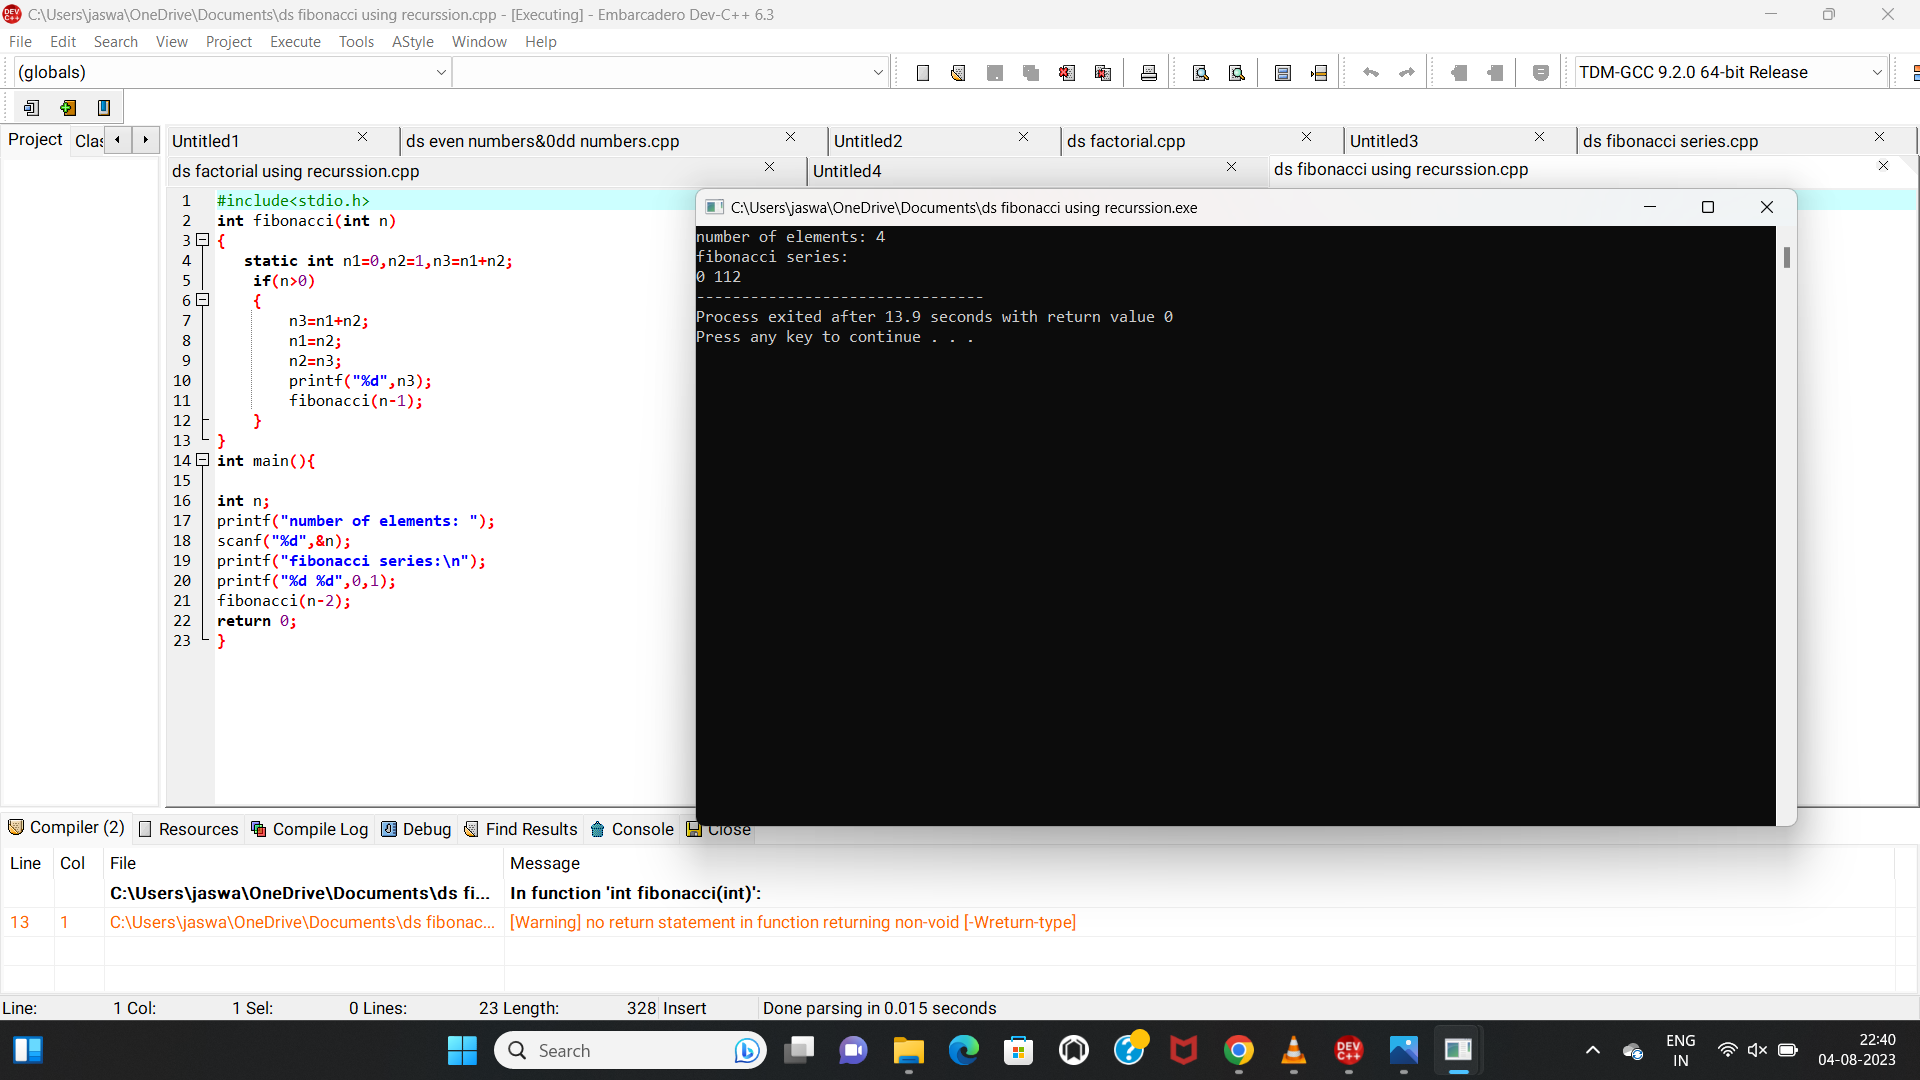 C:\Users\jaswa\OneDrive\Documents\ds fibonacci using recurssion.cpp - [Executing] - Embarcadero Dev-C++ 6.3
File Edit Search View Project Execute Tools AStyle Window Help
(globals)
TDM-GCC 9.2.0 64-bit Release
Project Clas
Untitled1 ds even numbers&0dd numbers.cpp Untitled2 ds factorial.cpp Untitled3 ds fibonacci series.cpp
ds factorial using recurssion.cpp Untitled4 ds fibonacci using recurssion.cpp
1 #include<stdio.h>
2 int fibonacci(int n)
3 {
4 static int n1=0,n2=1,n3=n1+n2;
5 if(n>0)
6 {
7 n3=n1+n2;
8 n1=n2;
9 n2=n3;
10 printf("%d",n3);
11 fibonacci(n-1);
12 }
13 }
14 int main(){
15
16 int n;
17 printf("number of elements: ");
18 scanf("%d",&n);
19 printf("fibonacci series:\n");
20 printf("%d %d",0,1);
21 fibonacci(n-2);
22 return 0;
23 }
C:\Users\jaswa\OneDrive\Documents\ds fibonacci using recurssion.exe
number of elements: 4
fibonacci series:
0 112
--------------------------------
Process exited after 13.9 seconds with return value 0
Press any key to continue . . .
Compiler (2) Resources Compile Log Debug Find Results Console Close
Line Col File Message
C:\Users\jaswa\OneDrive\Documents\ds fi... In function 'int fibonacci(int)':
13 1 C:\Users\jaswa\OneDrive\Documents\ds fibonac... [Warning] no return statement in function returning non-void [-Wreturn-type]
Line: 1 Col: 1 Sel: 0 Lines: 23 Length: 328 Insert Done parsing in 0.015 seconds
Search
DEV C++
ENG
IN
22:40
04-08-2023